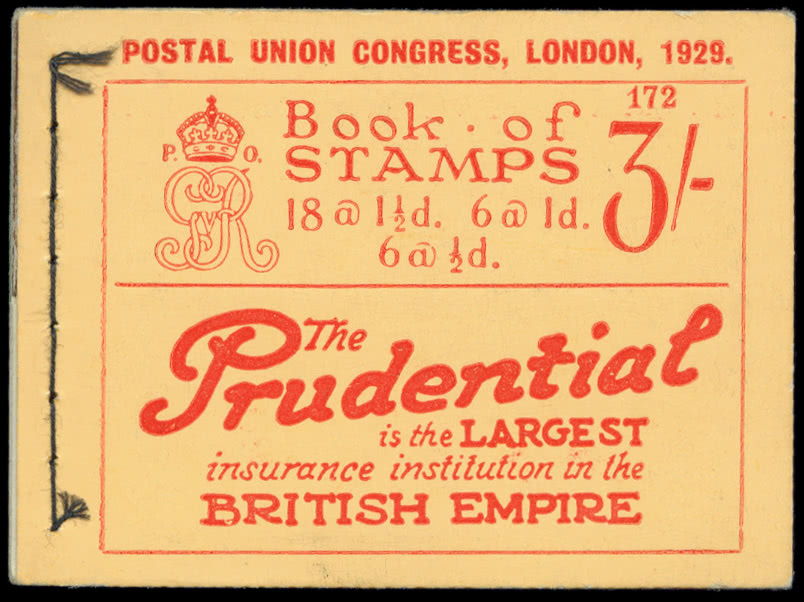 POSTAL UNION CONGRESS, LONDON, 1929.
172
P. O.
GvR
Book · of
STAMPS
3/-
18 @ 1½d. 6 @ 1d.
6 @ ½d.
The
Prudential
is the LARGEST
insurance institution in the
BRITISH EMPIRE